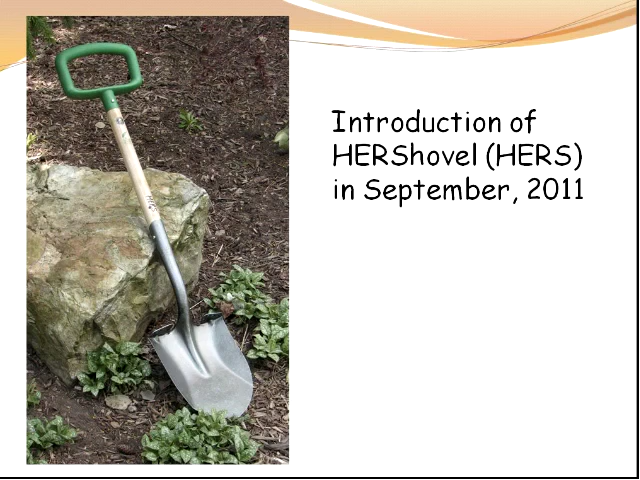 Introduction of
HERShovel (HERS)
in September, 2011